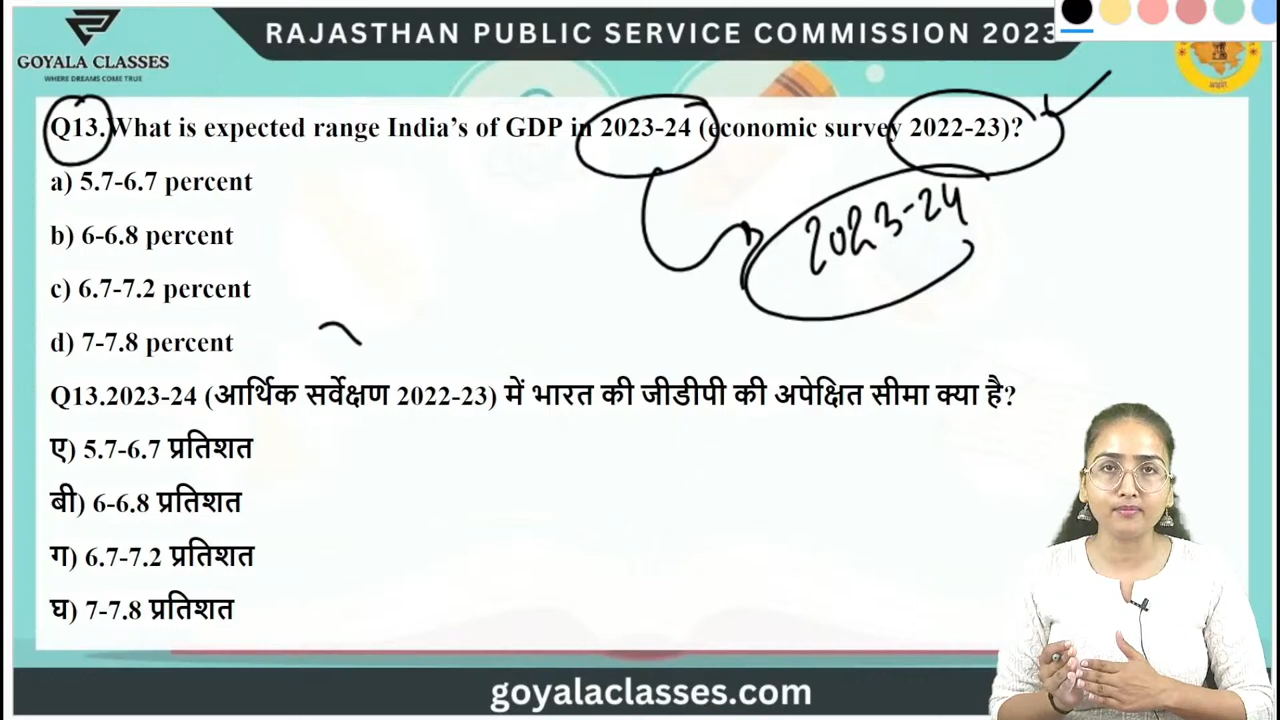 GOYALA CLASSES
WHERE DREAMS COME TRUE
RAJASTHAN PUBLIC SERVICE COMMISSION 2023
Q13.What is expected range India’s of GDP in 2023-24 (economic survey 2022-23)?
2023-24
a) 5.7-6.7 percent
b) 6-6.8 percent
c) 6.7-7.2 percent
d) 7-7.8 percent
Q13.2023-24 (आर्थिक सर्वेक्षण 2022-23) में भारत की जीडीपी की अपेक्षित सीमा क्या है?
ए) 5.7-6.7 प्रतिशत
बी) 6-6.8 प्रतिशत
ग) 6.7-7.2 प्रतिशत
घ) 7-7.8 प्रतिशत
goyalaclasses.com